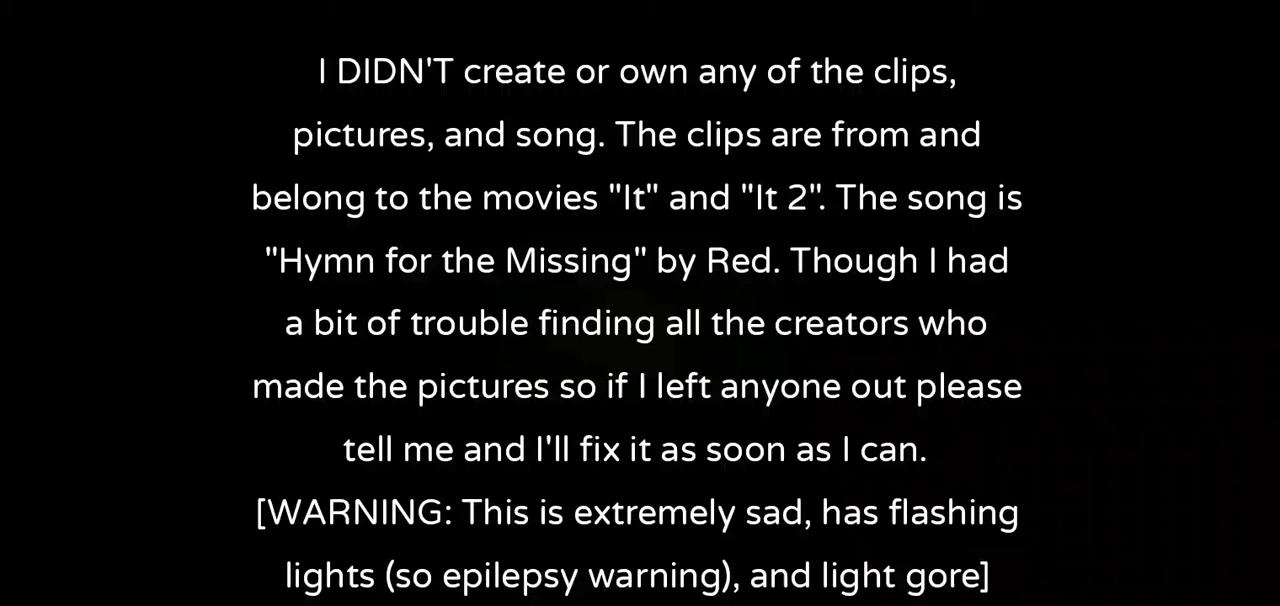 I DIDN'T create or own any of the clips,
pictures, and song. The clips are from and
belong to the movies "It" and "It 2". The song is
"Hymn for the Missing" by Red. Though I had
a bit of trouble finding all the creators who
made the pictures so if I left anyone out please
tell me and I'll fix it as soon as I can.
[WARNING: This is extremely sad, has flashing
lights (so epilepsy warning), and light gore]